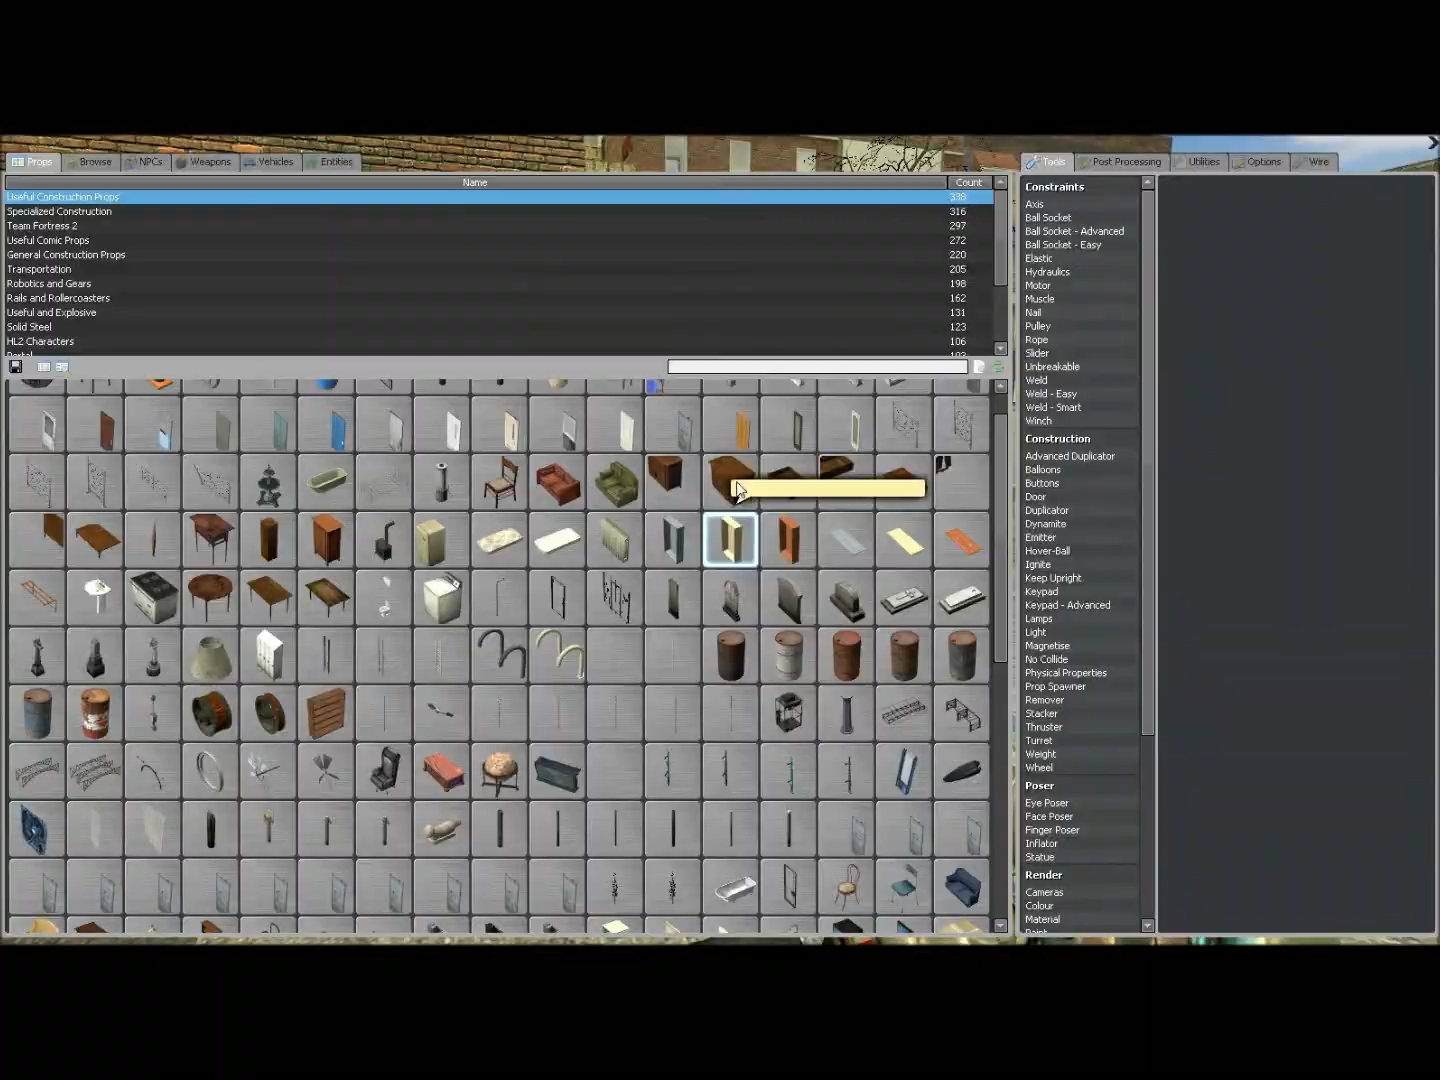 Props Browse NPCs Weapons Vehicles Entities
Tools Post Processing Utilities Options Wire
Name Count
Useful Construction Props 338
Specialized Construction 316
Team Fortress 2 297
Useful Comic Props 272
General Construction Props 220
Transportation 205
Robotics and Gears 198
Rails and Rollercoasters 162
Useful and Explosive 131
Solid Steel 123
HL2 Characters 106
Portal
Constraints
Axis
Ball Socket
Ball Socket - Advanced
Ball Socket - Easy
Elastic
Hydraulics
Motor
Muscle
Nail
Pulley
Rope
Slider
Unbreakable
Weld
Weld - Easy
Weld - Smart
Winch
Construction
Advanced Duplicator
Balloons
Buttons
Door
Duplicator
Dynamite
Emitter
Hover-Ball
Ignite
Keep Upright
Keypad
Keypad - Advanced
Lamps
Light
Magnetise
No Collide
Physical Properties
Prop Spawner
Remover
Stacker
Thruster
Turret
Weight
Wheel
Poser
Eye Poser
Face Poser
Finger Poser
Inflator
Statue
Render
Cameras
Colour
Material
Paint